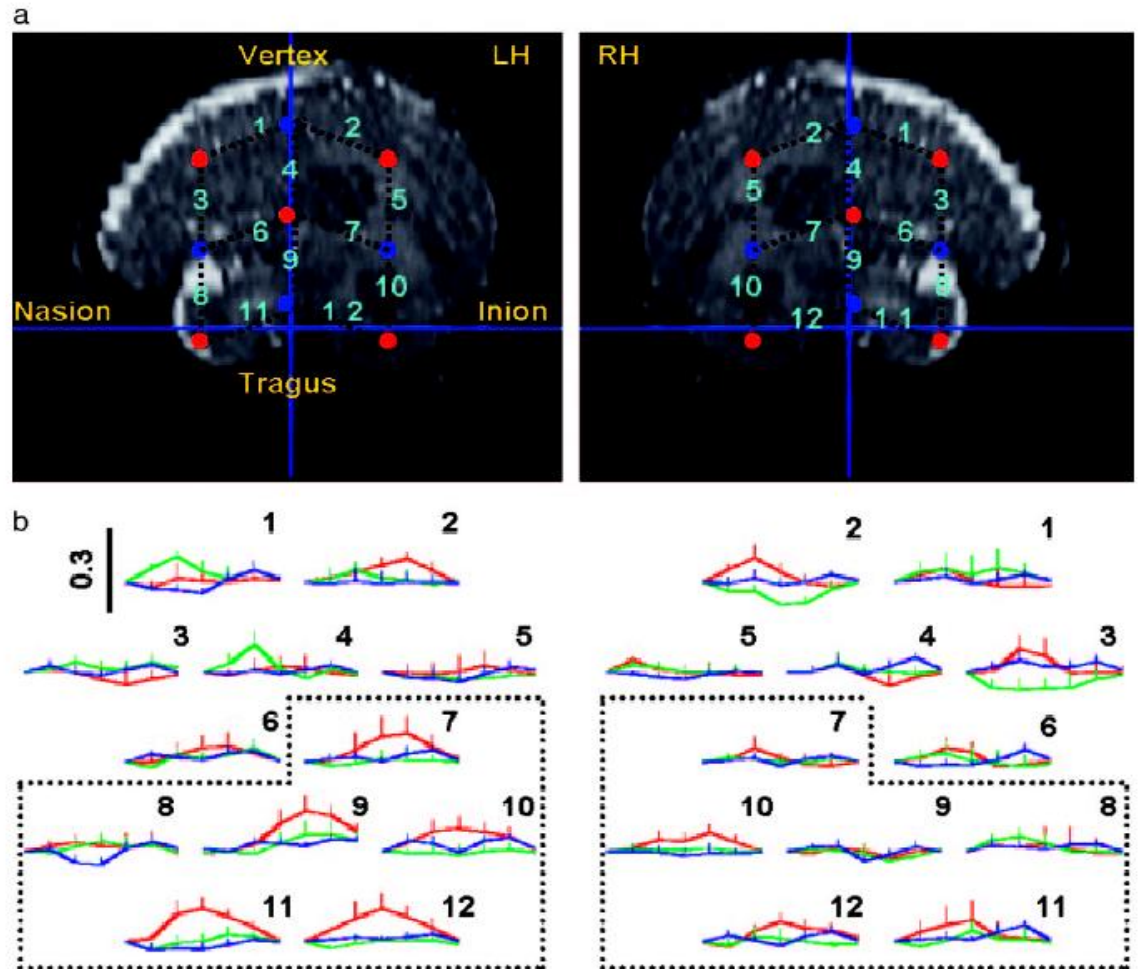 a
Vertex LH RH
1 2 2 1
4 4
3 5 5 3
6 7 7 6
9 9
8 10 10 8
Nasion 11 12 Inion 12 11
Tragus
b
0.3
1 2 2 1
3 4 5 5 4 3
6 7 7 6
8 9 10 10 9 8
11 12 12 11